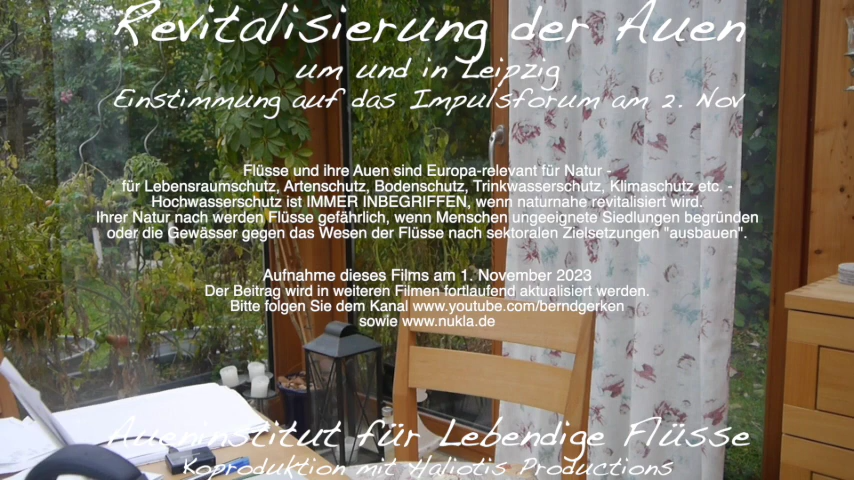 Revitalisierung der Auen
um und in Leipzig
Einstimmung auf das Impulsforum am 2. Nov
Flüsse und ihre Auen sind Europa-relevant für Natur -
für Lebensraumschutz, Artenschutz, Bodenschutz, Trinkwasserschutz, Klimaschutz etc. -
Hochwasserschutz ist IMMER INBEGRIFFEN, wenn naturnahe revitalisiert wird.
Ihrer Natur nach werden Flüsse gefährlich, wenn Menschen ungeeignete Siedlungen begründen
oder die Gewässer gegen das Wesen der Flüsse nach sektoralen Zielsetzungen "ausbauen".
Aufnahme dieses Films am 1. November 2023
Der Beitrag wird in weiteren Filmen fortlaufend aktualisiert werden.
Bitte folgen Sie dem Kanal www.youtube.com/berndgerken
sowie www.nukla.de
Aueninstitut für Lebendige Flüsse
Koproduktion mit Haliotis Productions